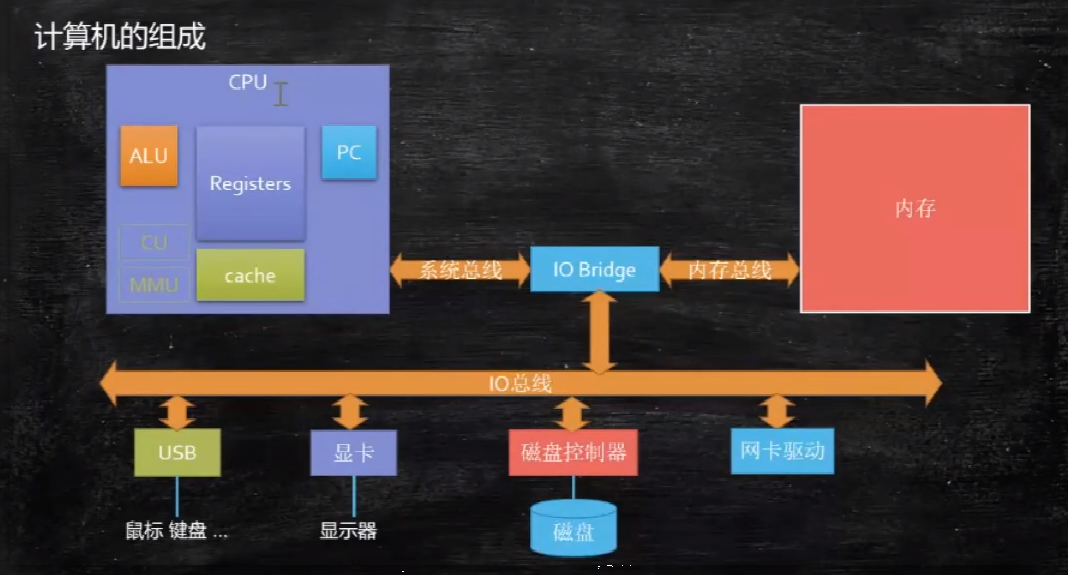 计算机的组成
CPU
ALU
Registers
PC
CU
MMU
cache
系统总线
IO Bridge
内存总线
内存
IO总线
USB
显卡
磁盘控制器
网卡驱动
鼠标 键盘 ...
显示器
磁盘